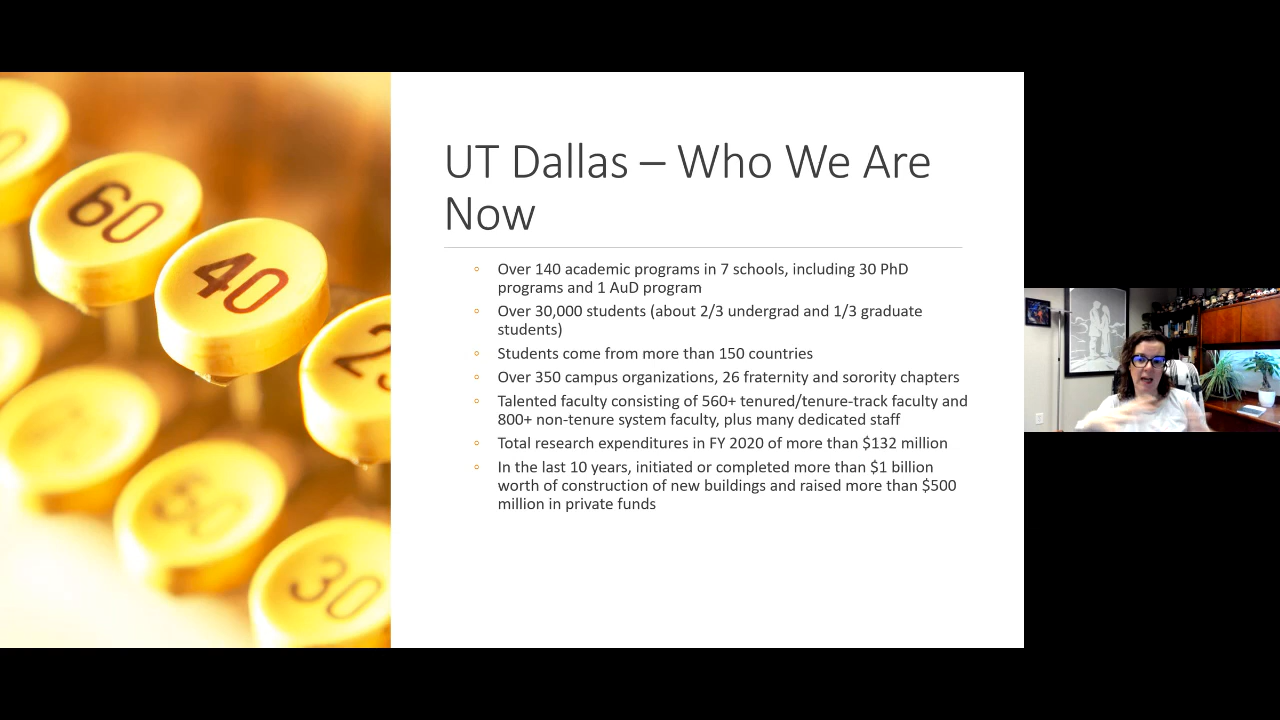 UT Dallas – Who We Are
Now
Over 140 academic programs in 7 schools, including 30 PhD
programs and 1 AuD program
Over 30,000 students (about 2/3 undergrad and 1/3 graduate
students)
Students come from more than 150 countries
Over 350 campus organizations, 26 fraternity and sorority chapters
Talented faculty consisting of 560+ tenured/tenure-track faculty and
800+ non-tenure system faculty, plus many dedicated staff
Total research expenditures in FY 2020 of more than $132 million
In the last 10 years, initiated or completed more than $1 billion
worth of construction of new buildings and raised more than $500
million in private funds
60
40
30